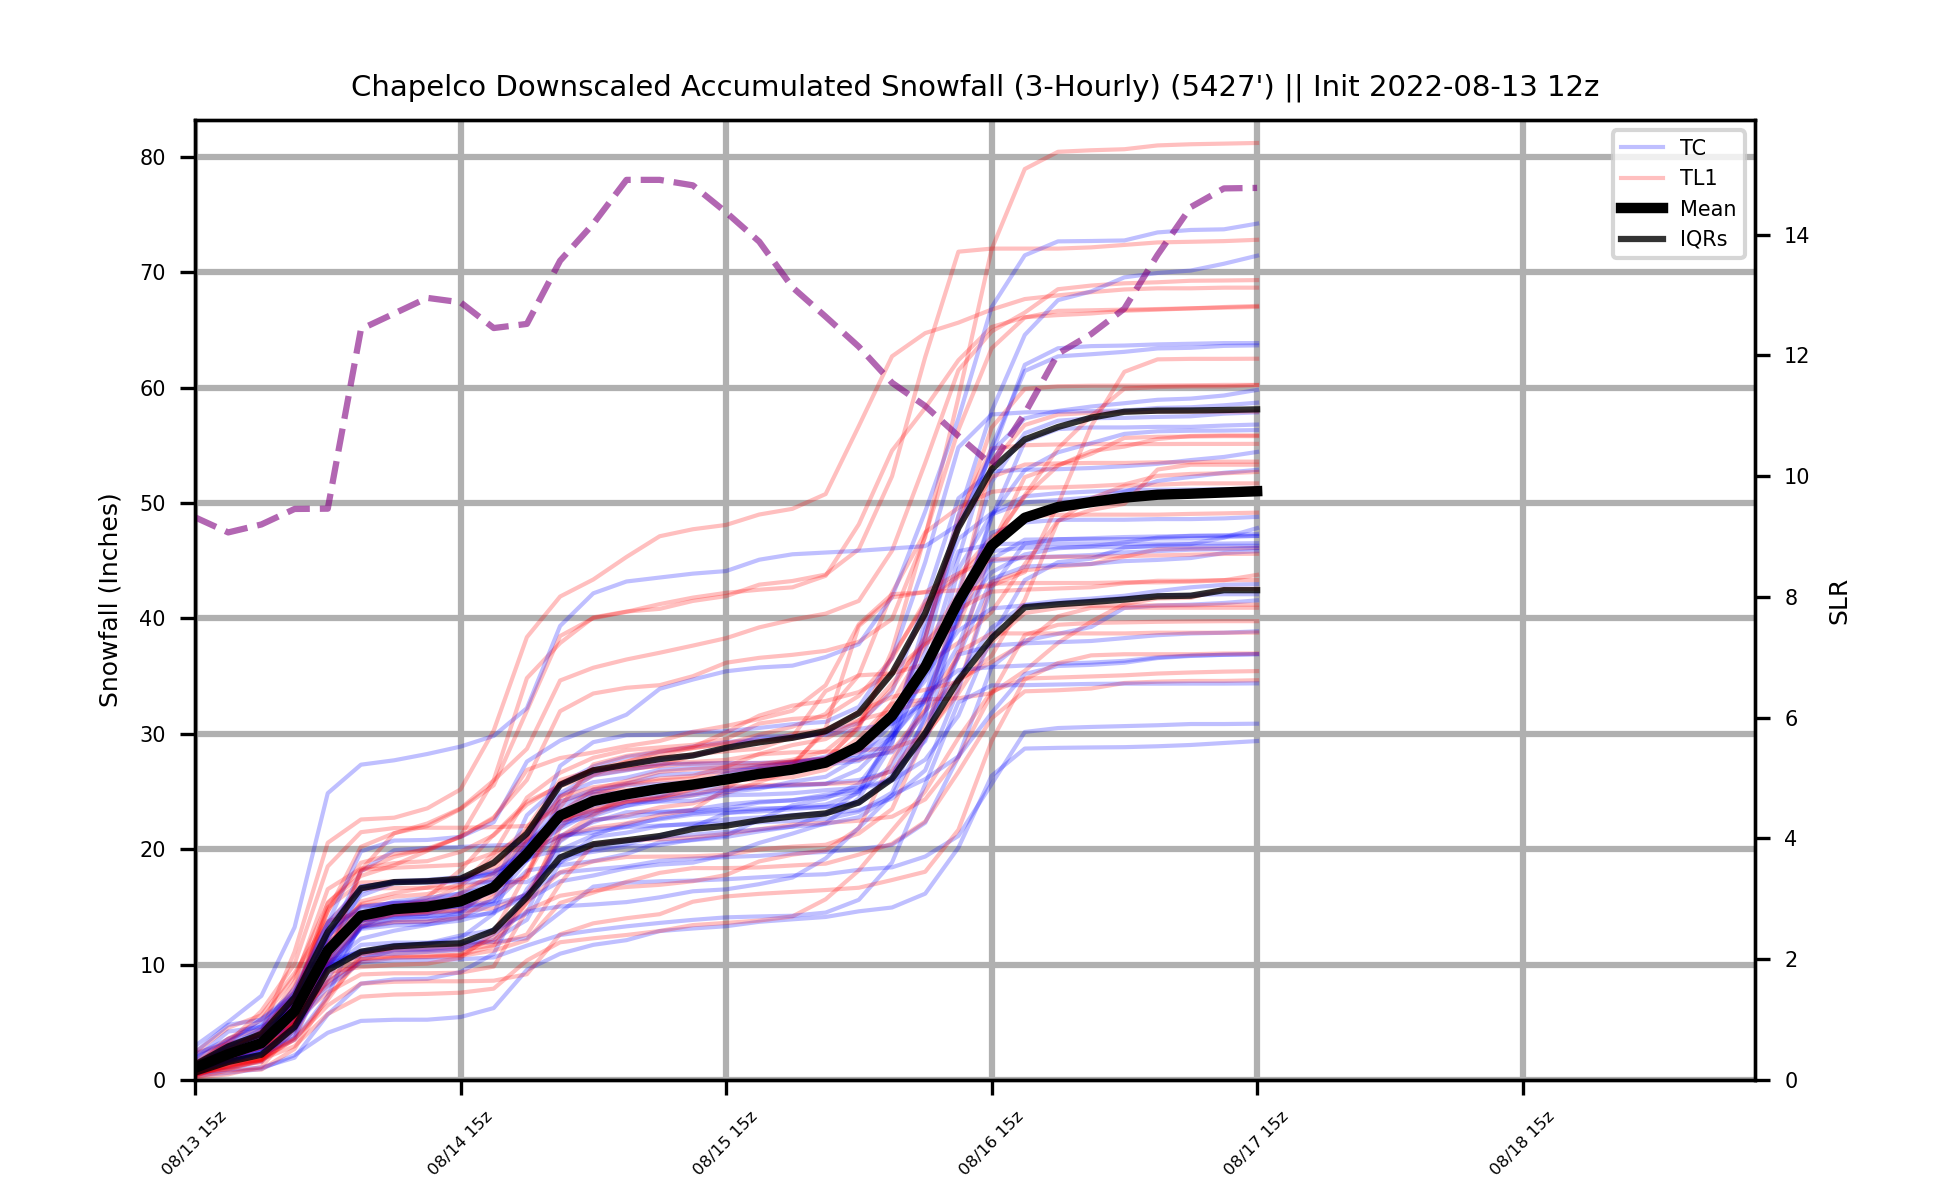 Chapelco Downscaled Accumulated Snowfall (3-Hourly) (5427') || Init 2022-08-13 12z
TC
TL1
Mean
IQRs
Snowfall (Inches)
80
70
60
50
40
30
20
10
0
SLR
14
12
10
8
6
4
2
0
08/13 15z
08/14 15z
08/15 15z
08/16 15z
08/17 15z
08/18 15z